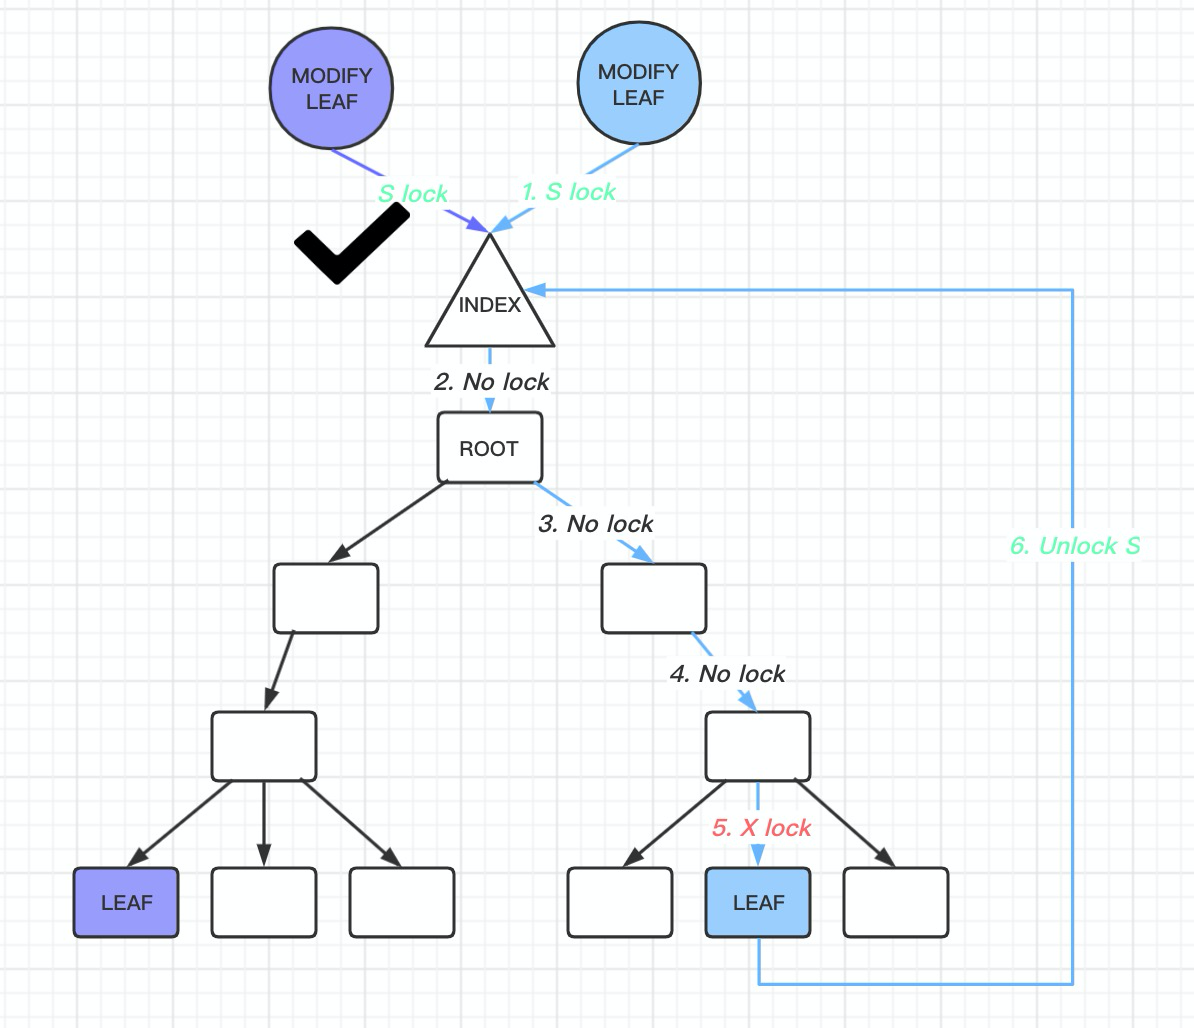 MODIFY
LEAF
MODIFY
LEAF
S lock
1. S lock
INDEX
2. No lock
ROOT
3. No lock
6. Unlock S
4. No lock
5. X lock
LEAF
LEAF